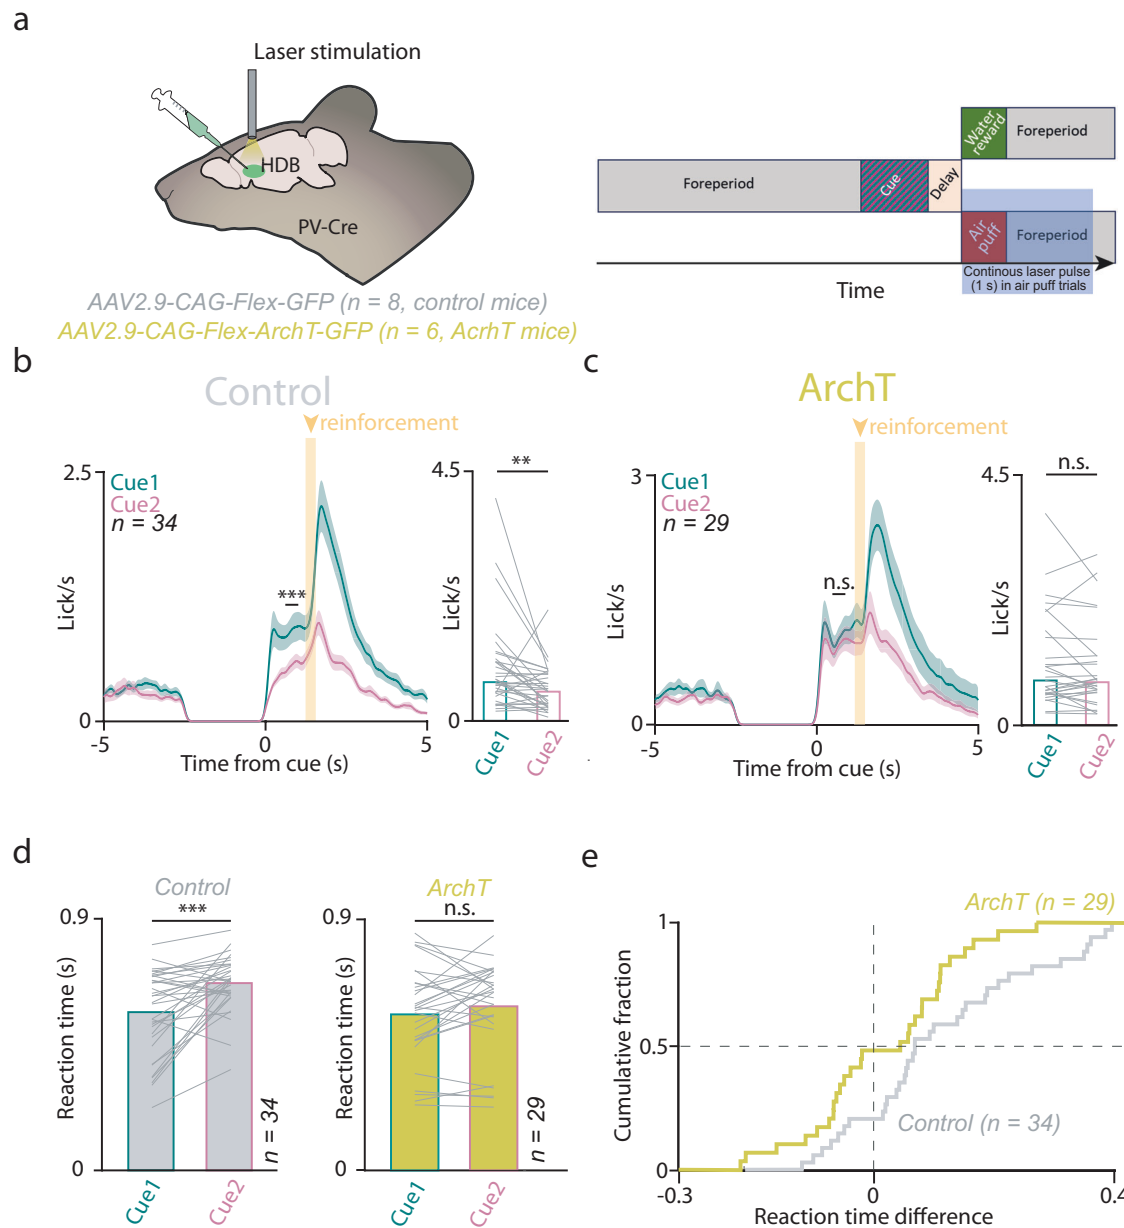 a
Laser stimulation
HDB
PV-Cre
AAV2.9-CAG-Flex-GFP (n = 8, control mice)
AAV2.9-CAG-Flex-ArchT-GFP (n = 6, AcrhT mice)
Foreperiod
Cue
Delay
Water
reward
Foreperiod
Air
puff
Foreperiod
Continous laser pulse
(1 s) in air puff trials
Time
b
Control
reinforcement
2.5
Cue1
Cue2
n = 34
***
Lick/s
0
-5
0
5
Time from cue (s)
4.5
**
Lick/s
0
Cue1
Cue2
c
ArchT
reinforcement
3
Cue1
Cue2
n = 29
n.s.
Lick/s
0
-5
0
5
Time from cue (s)
4.5
n.s.
Lick/s
0
Cue1
Cue2
d
Control
***
0.9
Reaction time (s)
0
n = 34
Cue1
Cue2
ArchT
n.s.
0.9
Reaction time (s)
0
n = 29
Cue1
Cue2
e
ArchT (n = 29)
1
Cumulative fraction
0.5
Control (n = 34)
0
-0.3
0
0.4
Reaction time difference